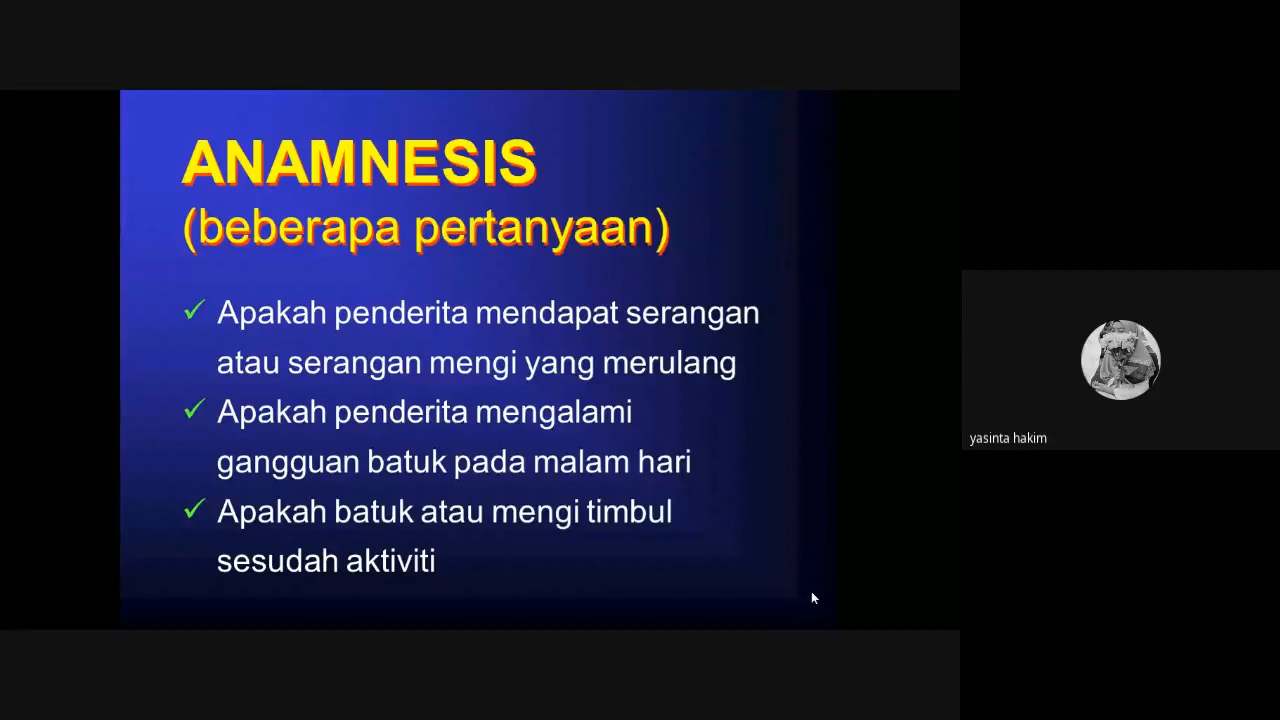 ANAMNESIS
(beberapa pertanyaan)
✓ Apakah penderita mendapat serangan
atau serangan mengi yang merulang
✓ Apakah penderita mengalami
gangguan batuk pada malam hari
✓ Apakah batuk atau mengi timbul
sesudah aktiviti
yasinta hakim